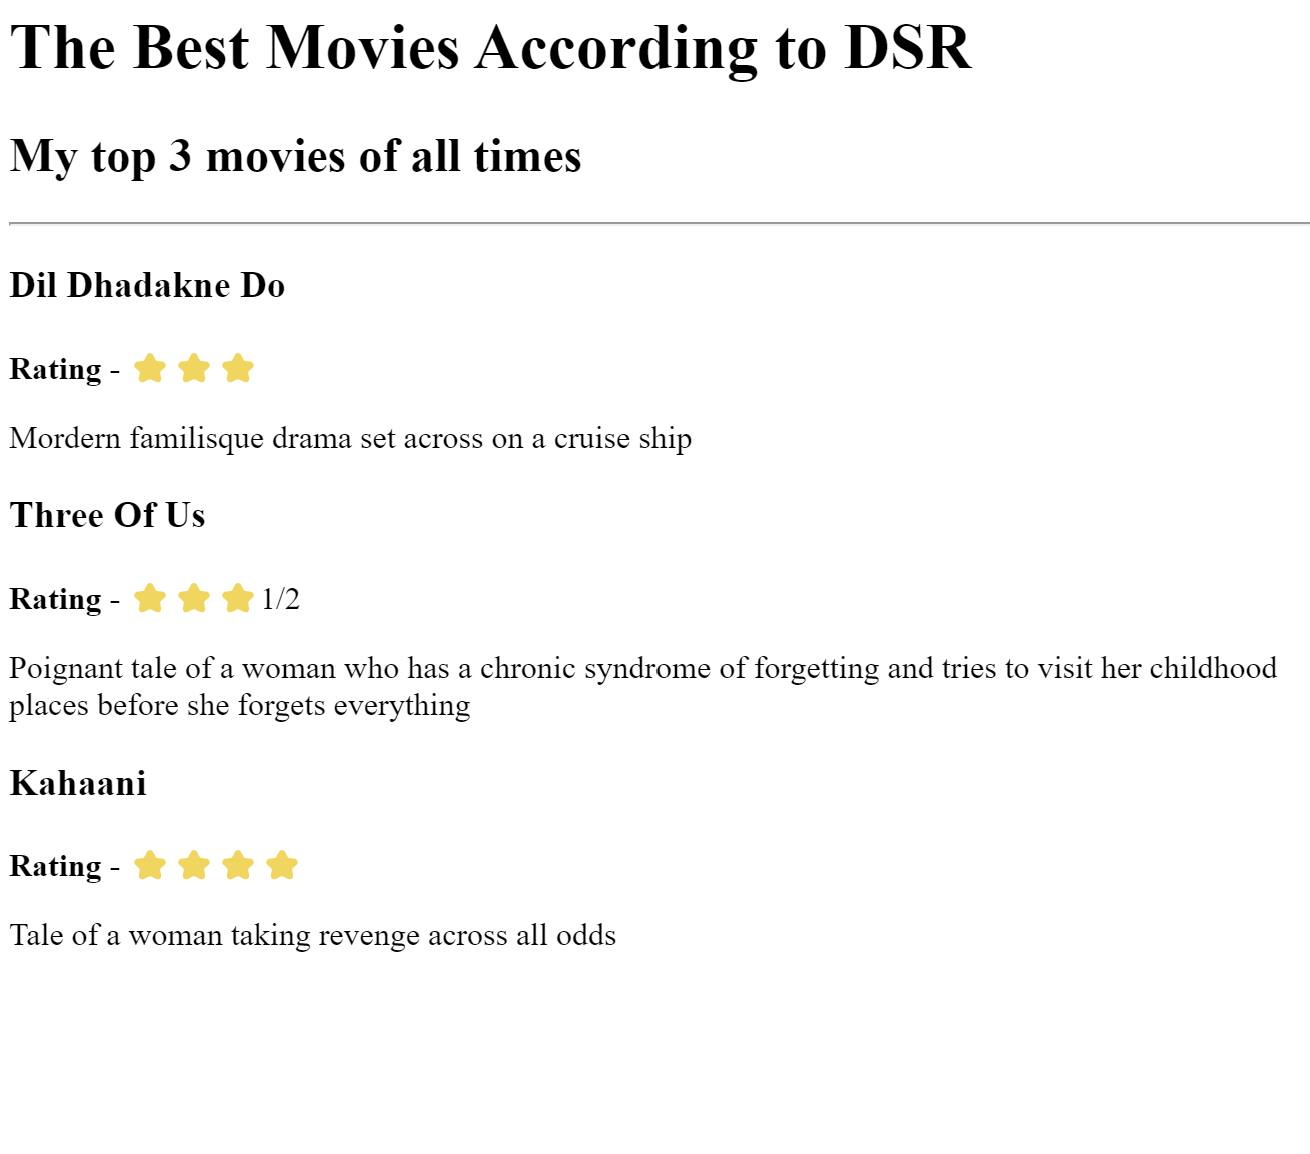 The Best Movies According to DSR
My top 3 movies of all times
Dil Dhadakne Do
Rating - ⭐ ⭐ ⭐
Mordern familisque drama set across on a cruise ship
Three Of Us
Rating - ⭐ ⭐ ⭐ 1/2
Poignant tale of a woman who has a chronic syndrome of forgetting and tries to visit her childhood
places before she forgets everything
Kahaani
Rating - ⭐ ⭐ ⭐ ⭐
Tale of a woman taking revenge across all odds